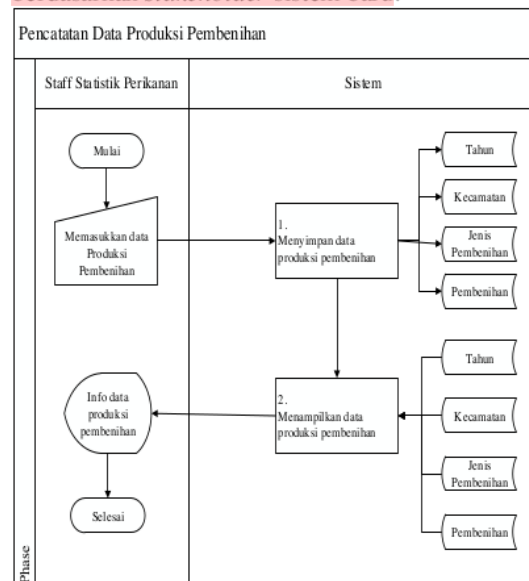 Pencatatan Data Produksi Pembenihan
Staff Statistik Perikanan
Sistem
Mulai
Memasukkan data
Produksi
Pembenihan
1.
Menyimpan data
produksi pembenihan
Tahun
Kecamatan
Jenis
Pembenihan
Pembenihan
Info data
produksi
pembenihan
2.
Menampilkan data
produksi pembenihan
Tahun
Kecamatan
Jenis
Pembenihan
Pembenihan
Selesai
Phase